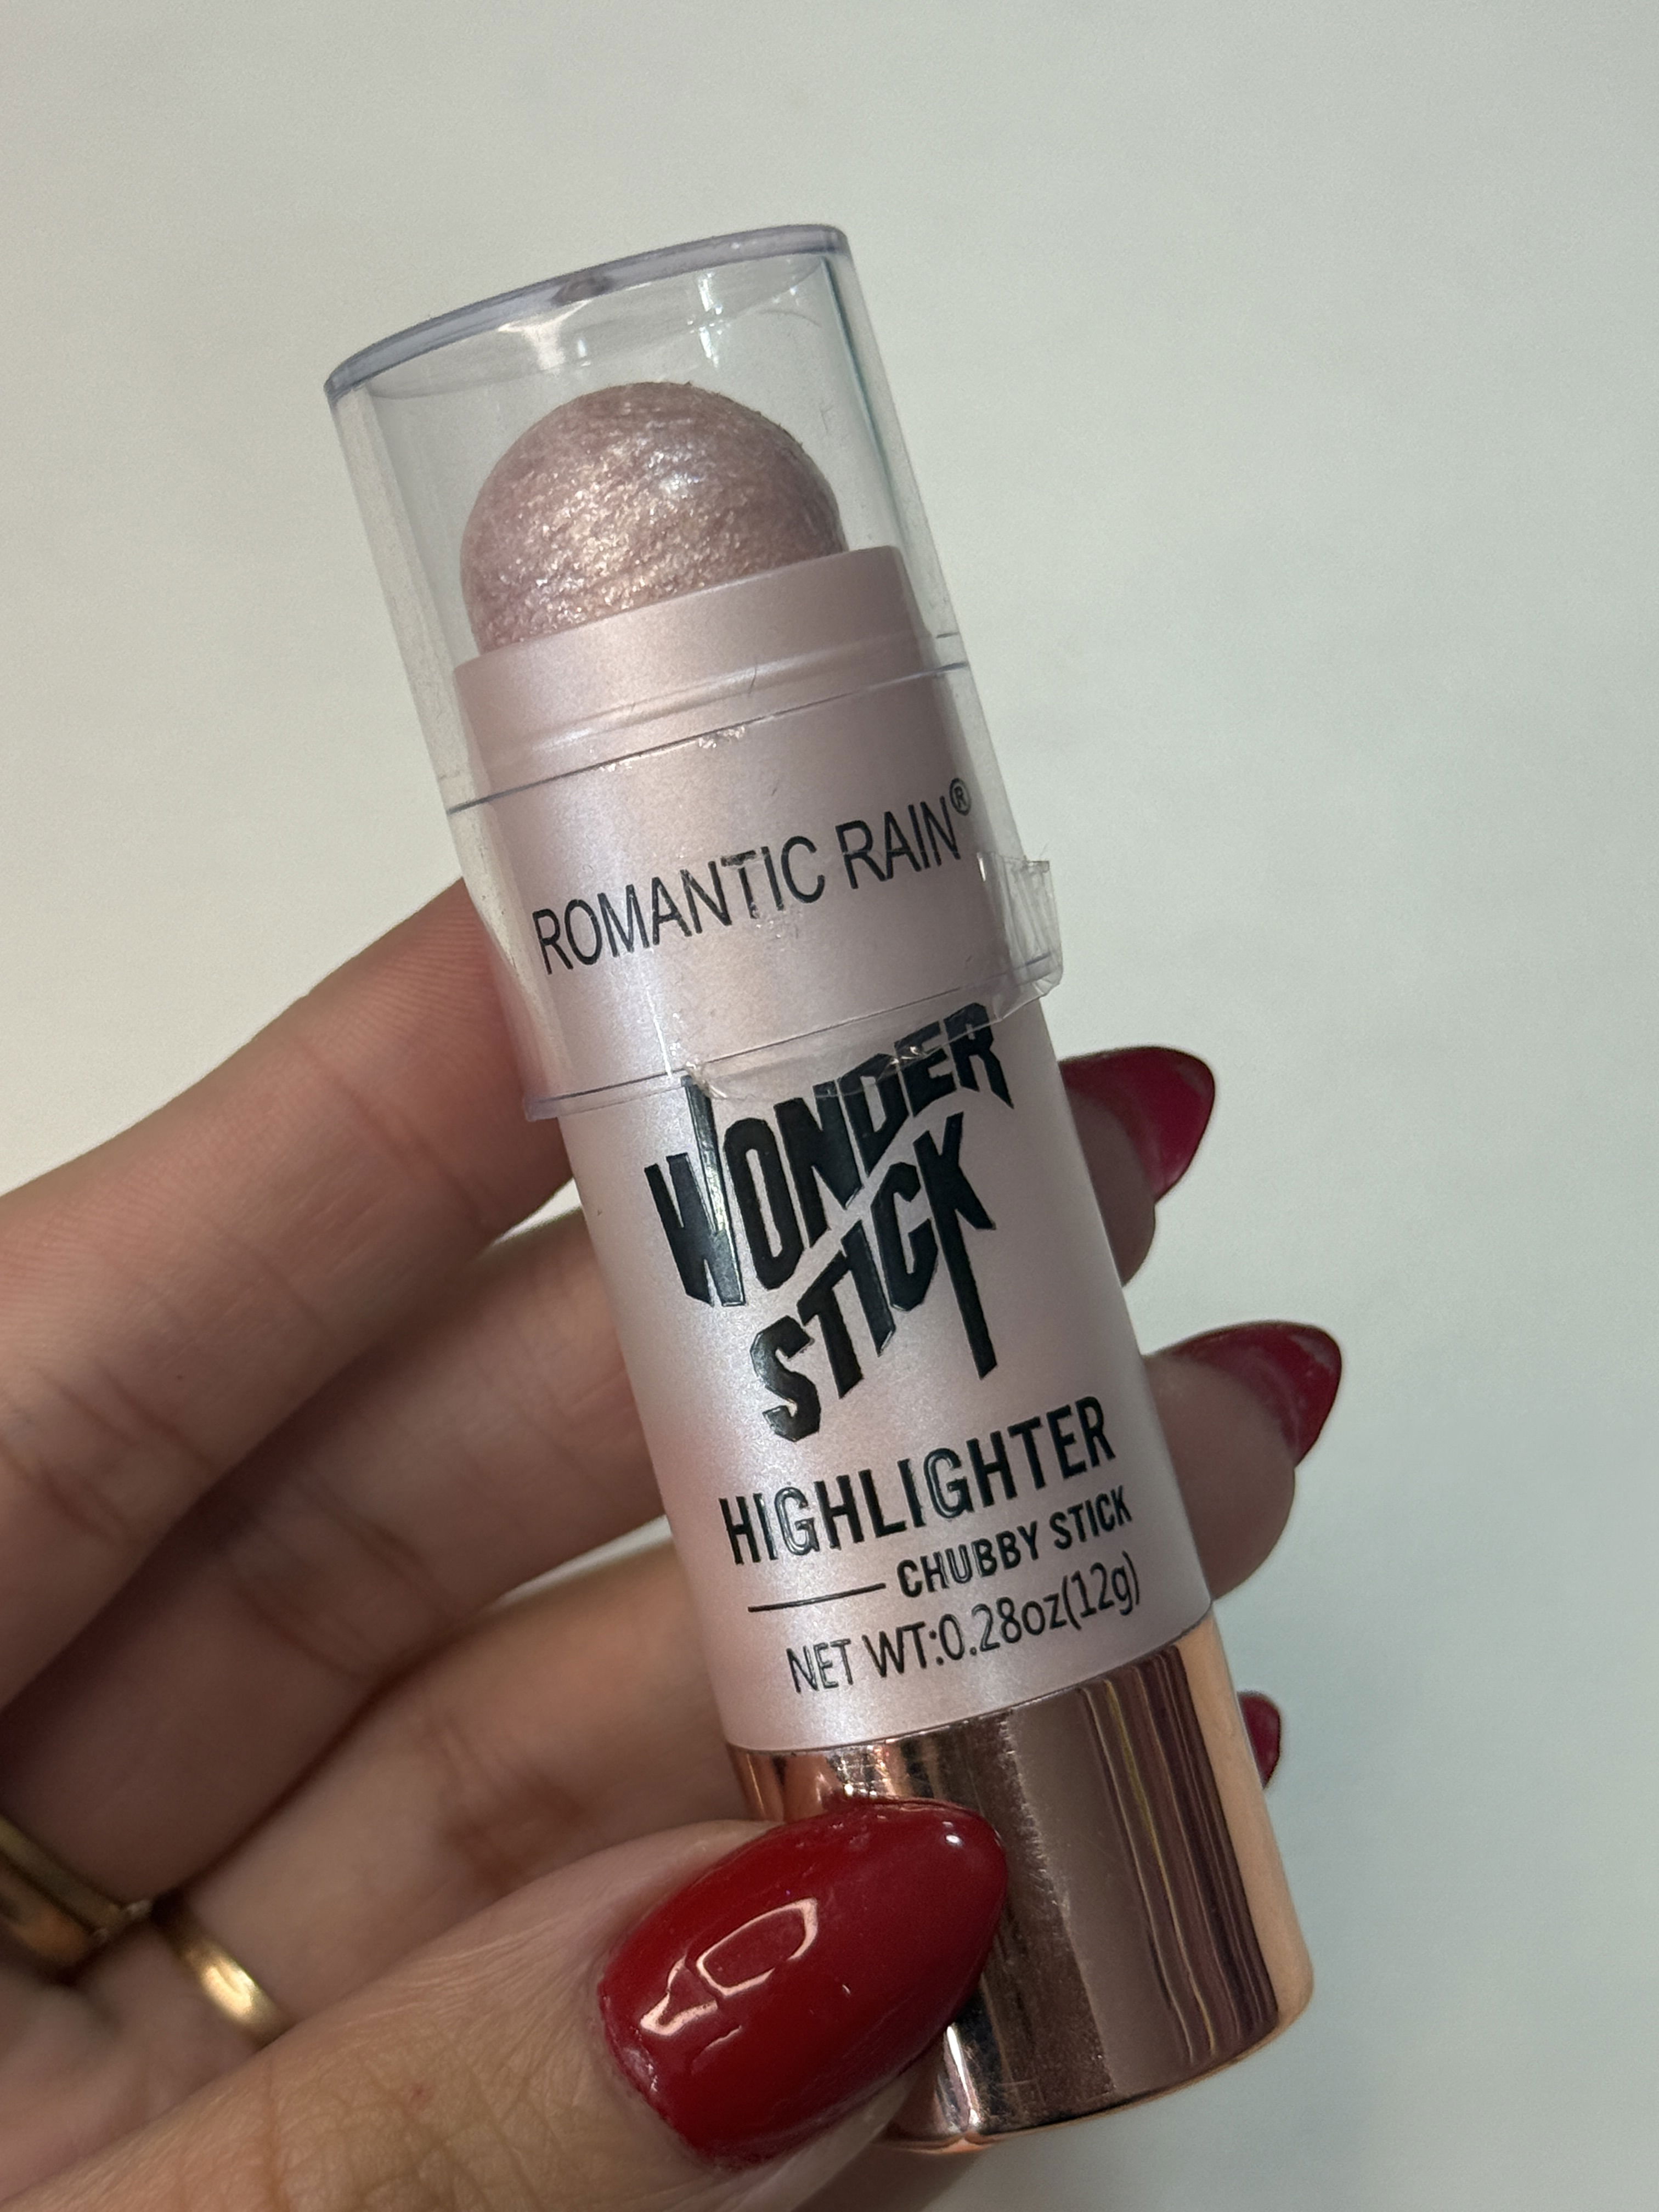 ROMANTIC RAIN®
WONDER
STICK
HIGHLIGHTER
CHUBBY STICK
NET WT:0.28oz(12g)